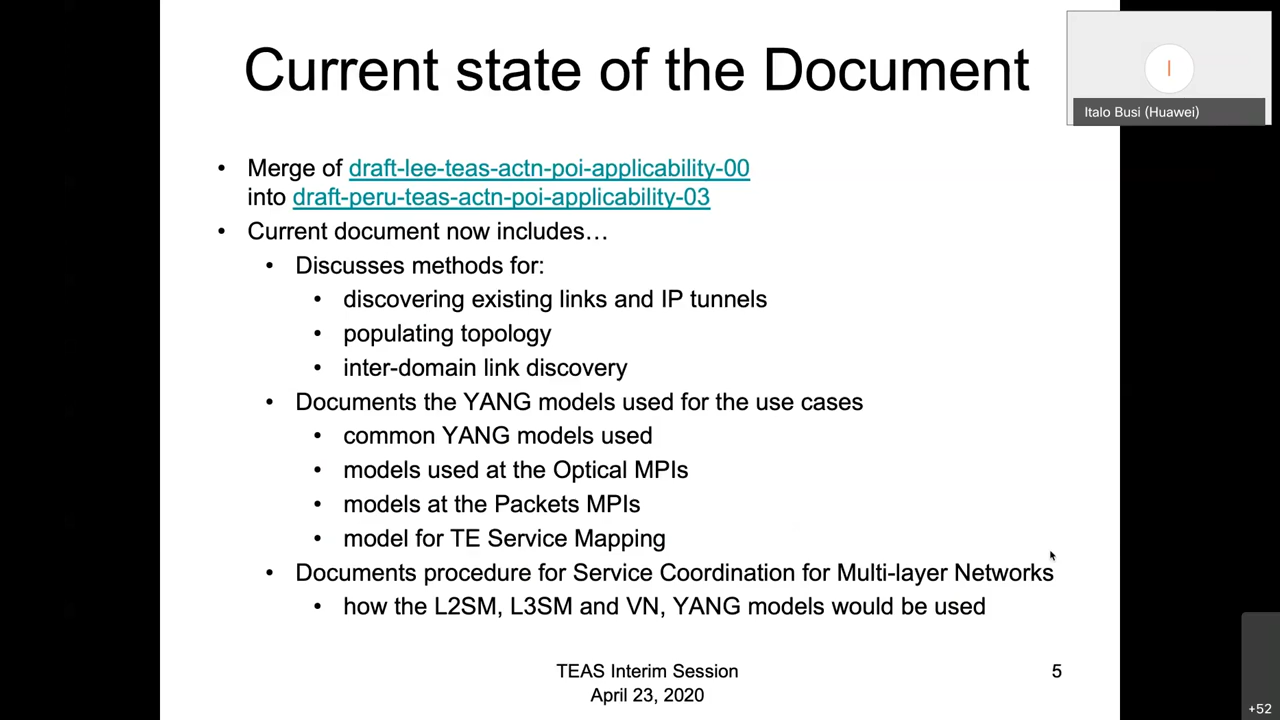 Current state of the Document
I
Italo Busi (Huawei)
• Merge of draft-lee-teas-actn-poi-applicability-00
into draft-peru-teas-actn-poi-applicability-03
• Current document now includes…
• Discusses methods for:
• discovering existing links and IP tunnels
• populating topology
• inter-domain link discovery
• Documents the YANG models used for the use cases
• common YANG models used
• models used at the Optical MPIs
• models at the Packets MPIs
• model for TE Service Mapping
• Documents procedure for Service Coordination for Multi-layer Networks
• how the L2SM, L3SM and VN, YANG models would be used
TEAS Interim Session
April 23, 2020
5
+52